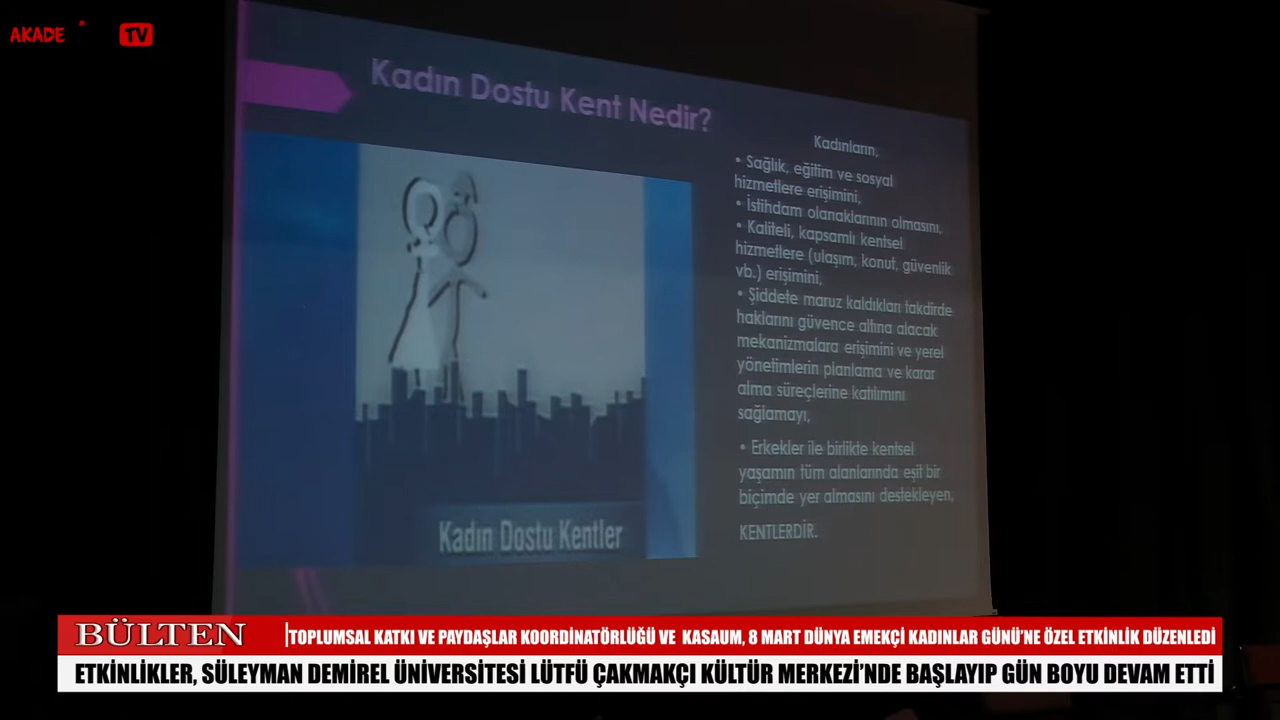 AKADE
TV
Kadın Dostu Kent Nedir?
Kadınların,
• Sağlık, eğitim ve sosyal
hizmetlere erişimini,
• İstihdam olanaklarının olmasını,
• Kaliteli, kapsamlı kentsel
hizmetlere (ulaşım, konut, güvenlik
vb.) erişimini,
• Şiddete maruz kaldıkları takdirde
haklarını güvence altına alacak
mekanizmalara erişimini ve yerel
yönetimlerin planlama ve karar
alma süreçlerine katılımını
sağlamayı,
• Erkekler ile birlikte kentsel
yaşamın tüm alanlarında eşit bir
biçimde yer almasını destekleyen,
KENTLERDİR.
Kadın Dostu Kentler
BÜLTEN
TOPLUMSAL KATKI VE PAYDAŞLAR KOORDİNATÖRLÜĞÜ VE KASAUM, 8 MART DÜNYA EMEKÇİ KADINLAR GÜNÜ'NE ÖZEL ETKİNLİK DÜZENLEDİ
ETKİNLİKLER, SÜLEYMAN DEMİREL ÜNİVERSİTESİ LÜTFÜ ÇAKMAKÇI KÜLTÜR MERKEZİ'NDE BAŞLAYIP GÜN BOYU DEVAM ETTİ